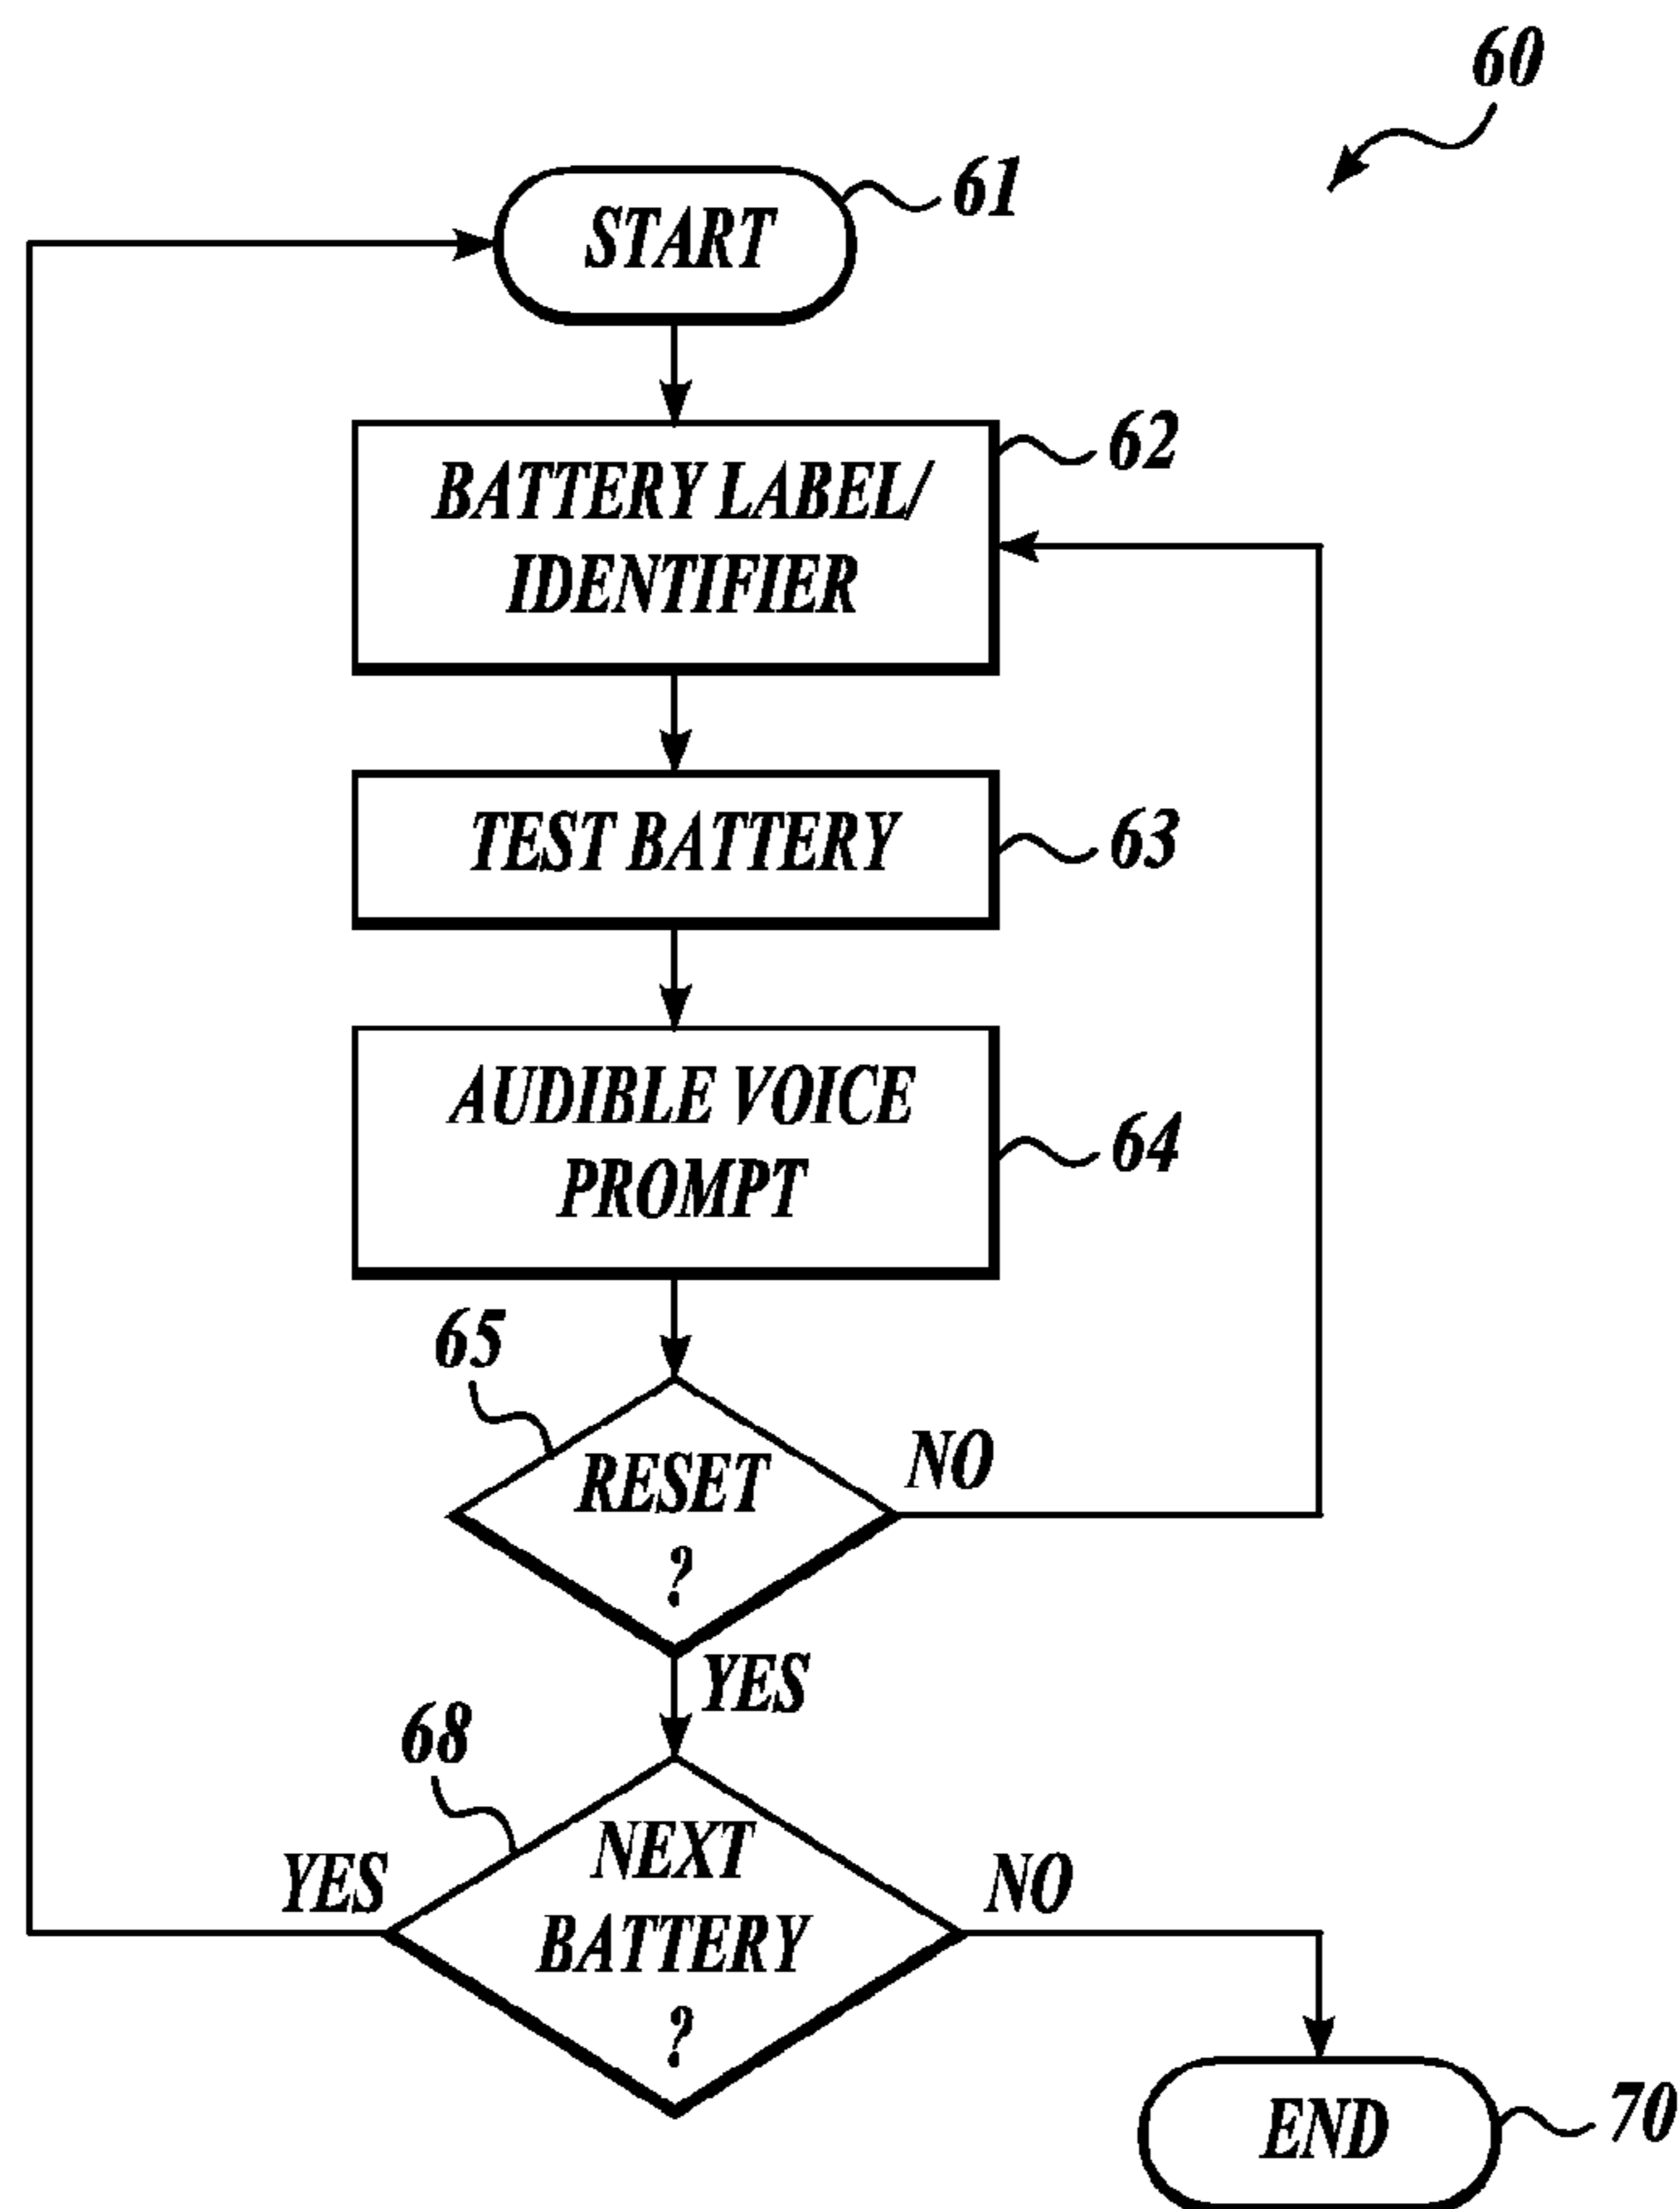 60
START
61
BATTERY LABEL/
IDENTIFIER
62
TEST BATTERY
63
AUDIBLE VOICE
PROMPT
64
65
RESET
?
NO
YES
68
NEXT
BATTERY
?
YES
NO
END
70